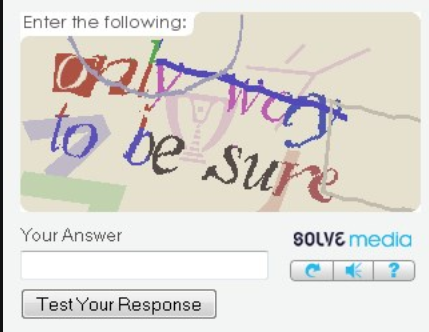 Enter the following:
only way
to be sure
Your Answer
SOLVE media
?
Test Your Response